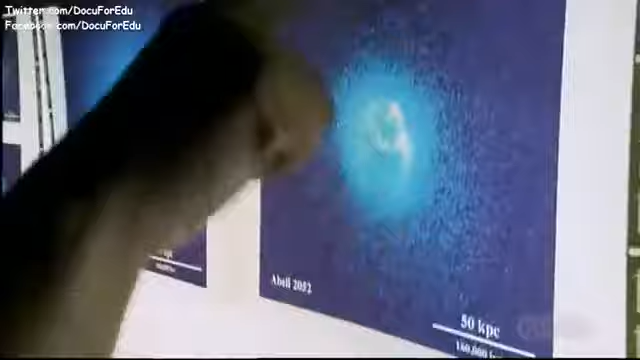 Twitter.com/DocuForEdu
Facebook.com/DocuForEdu
Abell 2052
50 kpc